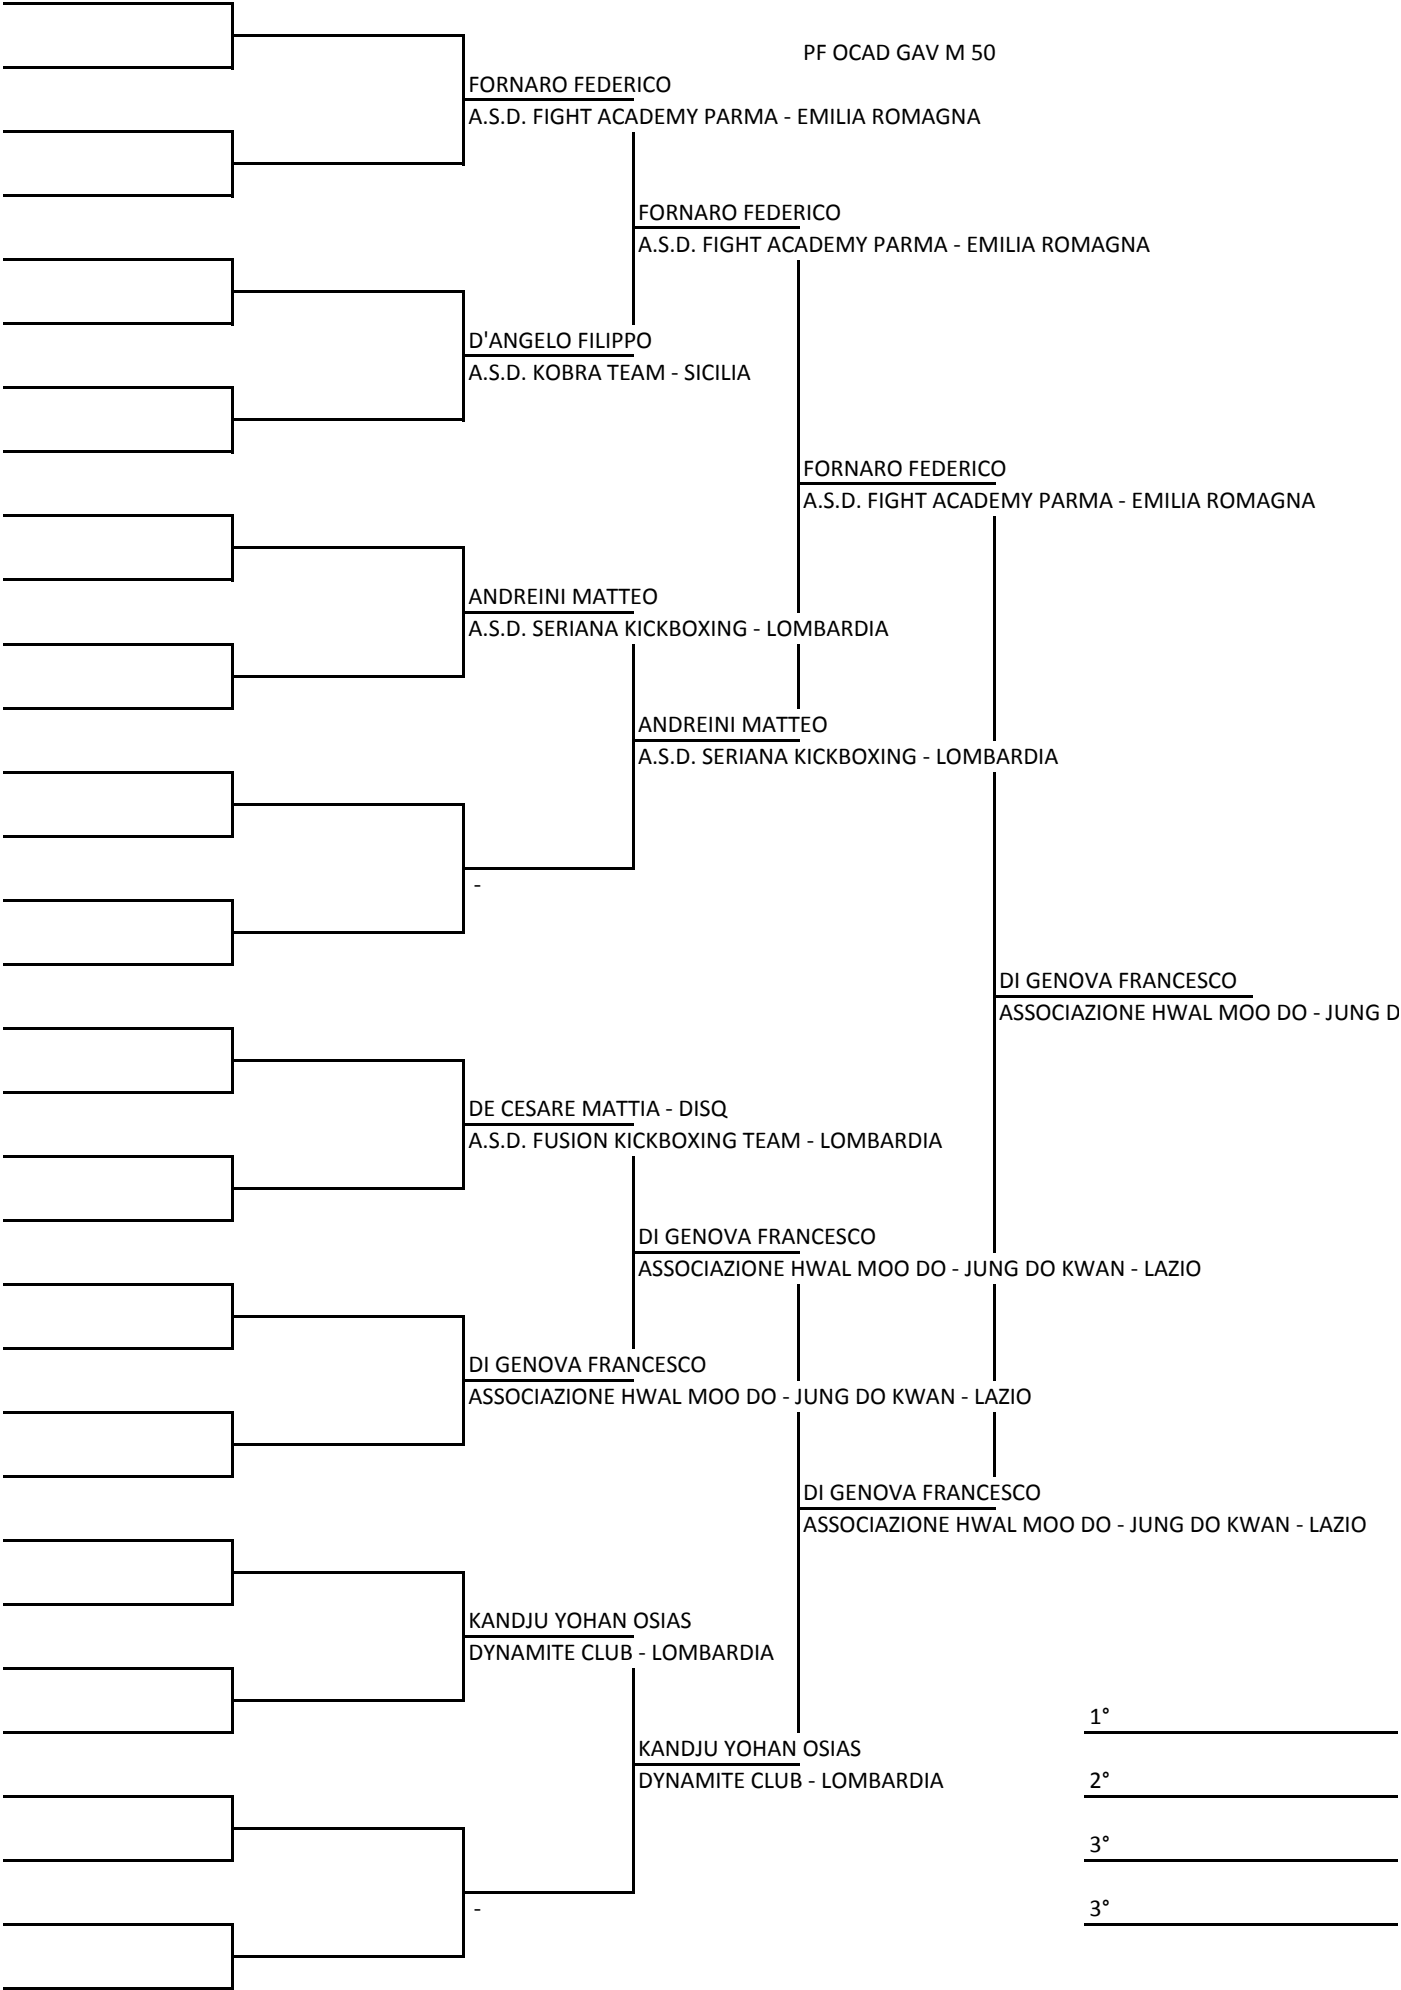 PF OCAD GAV M 50
FORNARO FEDERICO
A.S.D. FIGHT ACADEMY PARMA - EMILIA ROMAGNA
FORNARO FEDERICO
A.S.D. FIGHT ACADEMY PARMA - EMILIA ROMAGNA
D'ANGELO FILIPPO
A.S.D. KOBRA TEAM - SICILIA
FORNARO FEDERICO
A.S.D. FIGHT ACADEMY PARMA - EMILIA ROMAGNA
ANDREINI MATTEO
A.S.D. SERIANA KICKBOXING - LOMBARDIA
ANDREINI MATTEO
A.S.D. SERIANA KICKBOXING - LOMBARDIA
-
DI GENOVA FRANCESCO
ASSOCIAZIONE HWAL MOO DO - JUNG D
DE CESARE MATTIA - DISQ
A.S.D. FUSION KICKBOXING TEAM - LOMBARDIA
DI GENOVA FRANCESCO
ASSOCIAZIONE HWAL MOO DO - JUNG DO KWAN - LAZIO
DI GENOVA FRANCESCO
ASSOCIAZIONE HWAL MOO DO - JUNG DO KWAN - LAZIO
DI GENOVA FRANCESCO
ASSOCIAZIONE HWAL MOO DO - JUNG DO KWAN - LAZIO
KANDJU YOHAN OSIAS
DYNAMITE CLUB - LOMBARDIA
1°
KANDJU YOHAN OSIAS
DYNAMITE CLUB - LOMBARDIA
2°
3°
-
3°